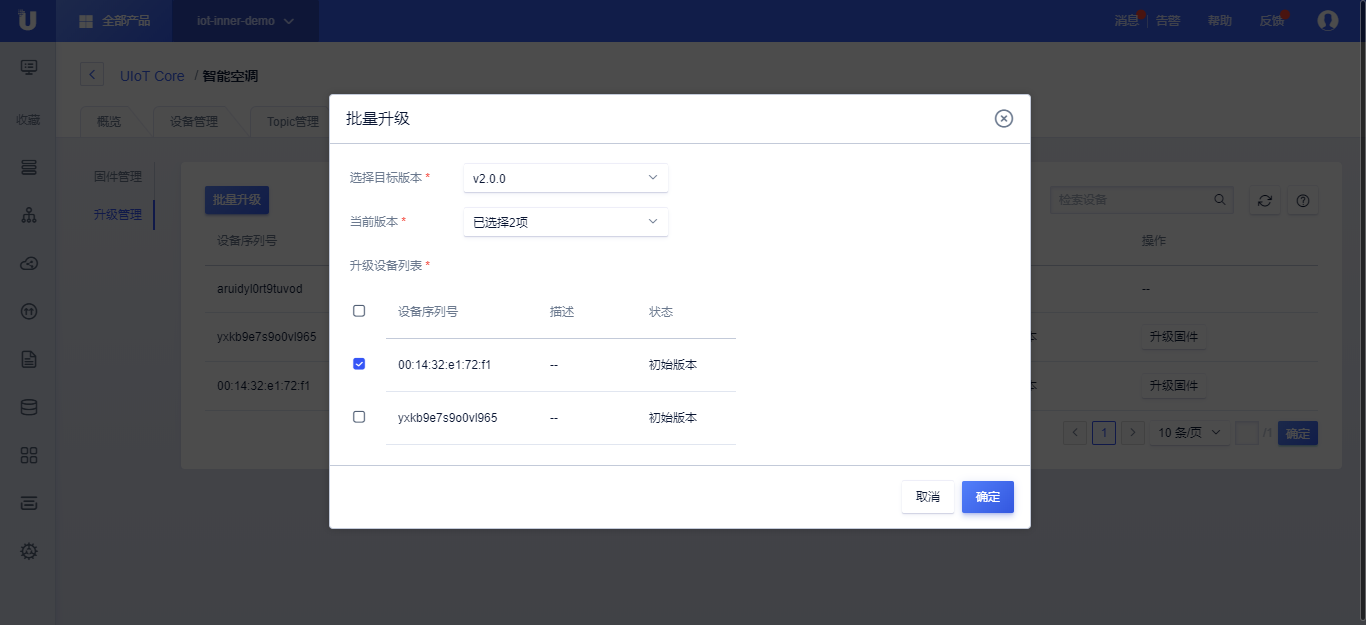 全部产品 iot-inner-demo 消息 告警 帮助 反馈
UIoT Core / 智能空调
收藏
概览 设备管理 Topic管理
固件管理
升级管理
批量升级
检索设备
设备序列号 操作
aruidyl0rt9tuvod --
yxkb9e7s9o0vl965 本 升级固件
00:14:32:e1:72:f1 本 升级固件
1 10 条/页 /1 确定
批量升级
选择目标版本 * v2.0.0
当前版本 * 已选择2项
升级设备列表 *
设备序列号 描述 状态
00:14:32:e1:72:f1 -- 初始版本
yxkb9e7s9o0vl965 -- 初始版本
取消 确定